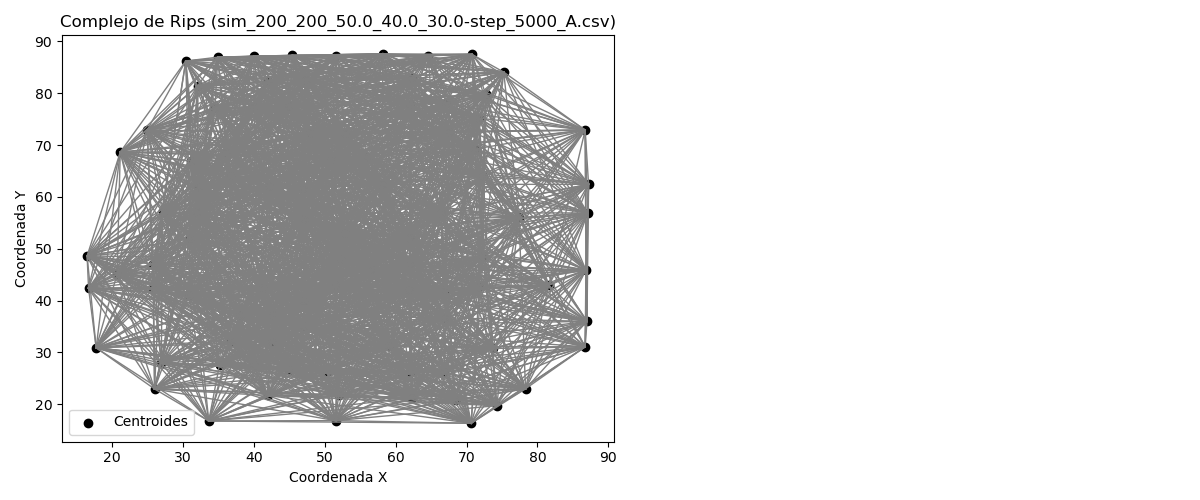 Complejo de Rips (sim_200_200_50.0_40.0_30.0-step_5000_A.csv)
90
80
70
60
50
40
30
20
Coordenada Y
Centroides
20 30 40 50 60 70 80 90
Coordenada X